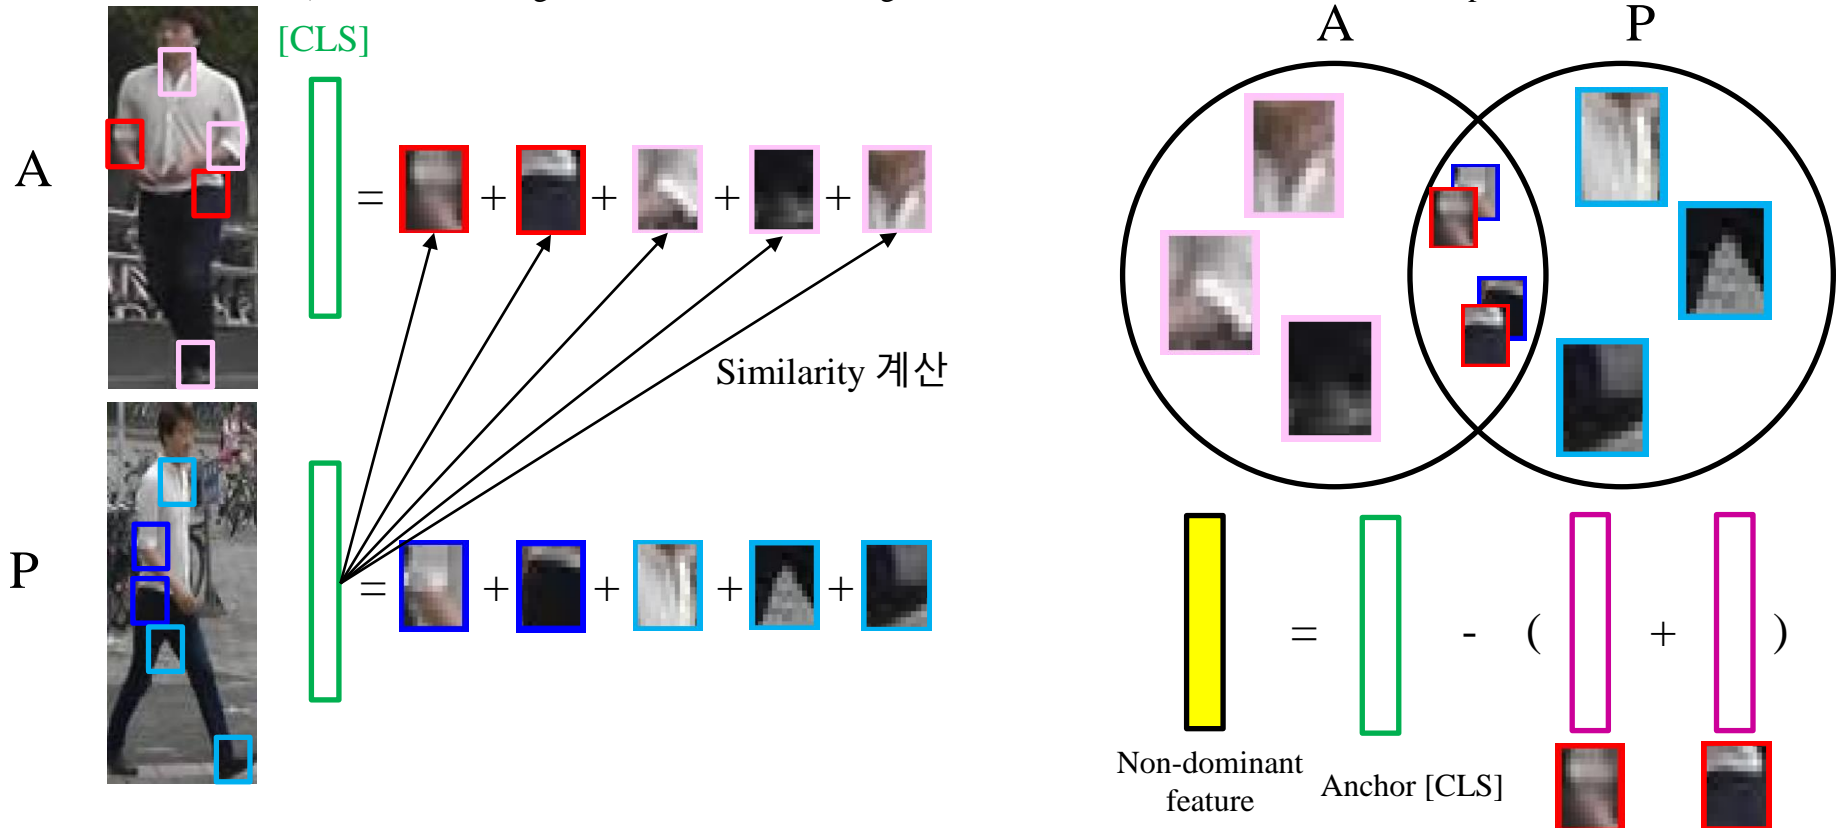 [CLS]
A
= + + + +
Similarity 계산
P
= + + + +
A P
= - ( + )
Non-dominant
feature
Anchor [CLS]